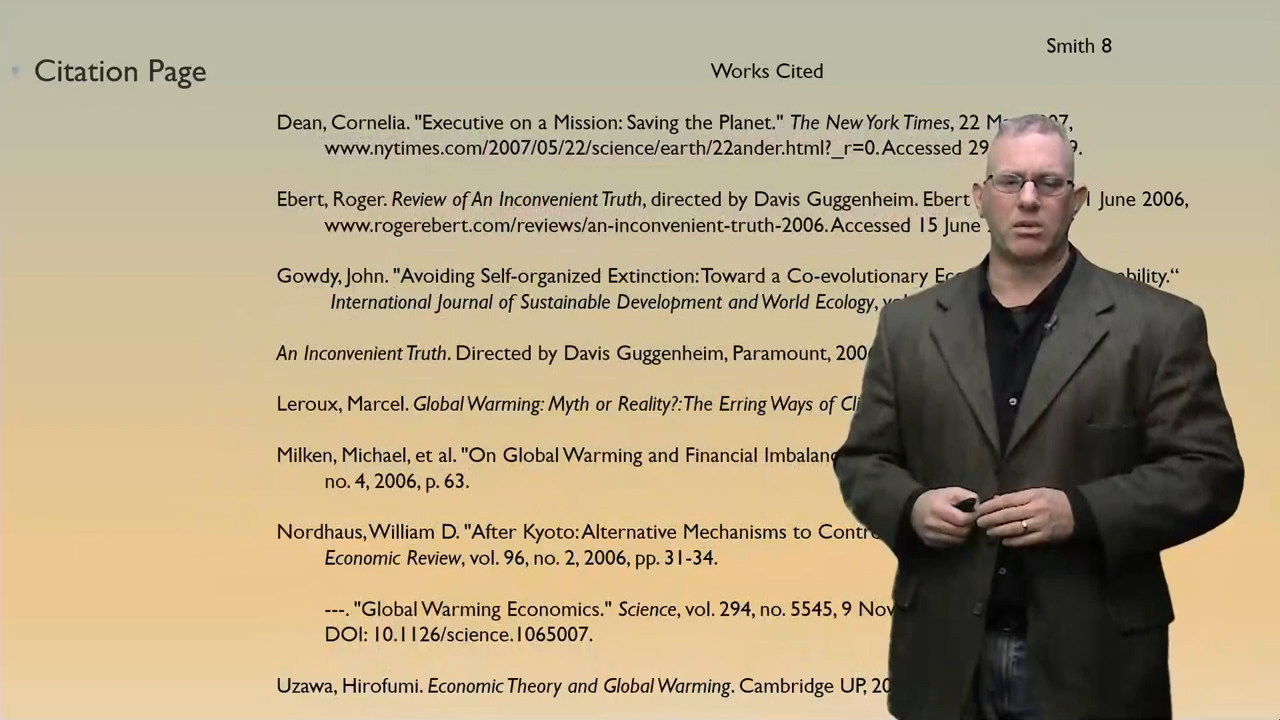 Smith 8
Citation Page
Works Cited
Dean, Cornelia. "Executive on a Mission: Saving the Planet." The New York Times, 22
www.nytimes.com/2007/05/22/science/earth/22ander.html?_r=0. Accessed 29
Ebert, Roger. Review of An Inconvenient Truth, directed by Davis Guggenheim. Ebert June 2006,
www.rogerebert.com/reviews/an-inconvenient-truth-2006. Accessed 15 June
Gowdy, John. "Avoiding Self-organized Extinction: Toward a Co-evolutionary
International Journal of Sustainable Development and World Ecology,
An Inconvenient Truth. Directed by Davis Guggenheim, Paramount,
Leroux, Marcel. Global Warming: Myth or Reality?: The Erring Ways of
Milken, Michael, et al. "On Global Warming and Financial
no. 4, 2006, p. 63.
Nordhaus, William D. "After Kyoto: Alternative Mechanisms to
Economic Review, vol. 96, no. 2, 2006, pp. 31-34.
---. "Global Warming Economics." Science, vol. 294, no. 5545, 9
DOI: 10.1126/science.1065007.
Uzawa, Hirofumi. Economic Theory and Global Warming. Cambridge UP,